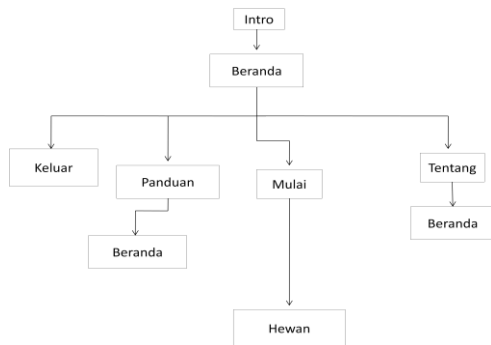 Intro
Beranda
Keluar
Panduan
Mulai
Tentang
Beranda
Beranda
Hewan